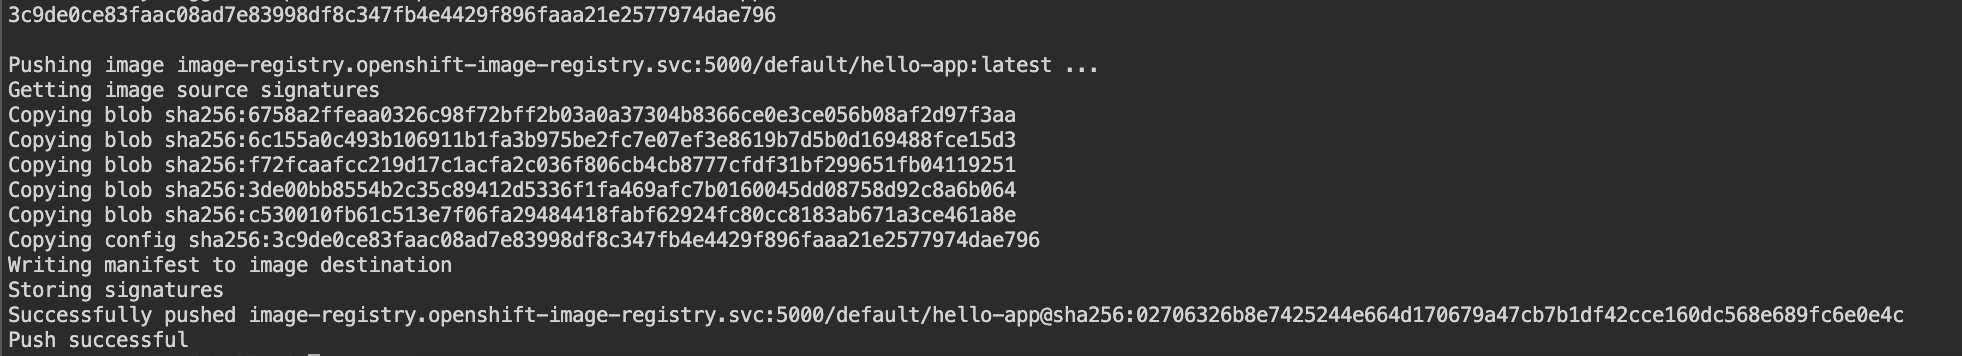 3c9de0ce83faac08ad7e83998df8c347fb4e4429f896faaa21e2577974dae796
Pushing image image-registry.openshift-image-registry.svc:5000/default/hello-app:latest ...
Getting image source signatures
Copying blob sha256:6758a2ffeaa0326c98f72bff2b03a0a37304b8366ce0e3ce056b08af2d97f3aa
Copying blob sha256:6c155a0c493b106911b1fa3b975be2fc7e07ef3e8619b7d5b0d169488fce15d3
Copying blob sha256:f72fcaafcc219d17c1acfa2c036f806cb4cb8777cfdf31bf299651fb04119251
Copying blob sha256:3de00bb8554b2c35c89412d5336f1fa469afc7b0160045dd08758d92c8a6b064
Copying blob sha256:c530010fb61c513e7f06fa29484418fabf62924fc80cc8183ab671a3ce461a8e
Copying config sha256:3c9de0ce83faac08ad7e83998df8c347fb4e4429f896faaa21e2577974dae796
Writing manifest to image destination
Storing signatures
Successfully pushed image-registry.openshift-image-registry.svc:5000/default/hello-app@sha256:02706326b8e7425244e664d170679a47cb7b1df42cce160dc568e689fc6e0e4c
Push successful